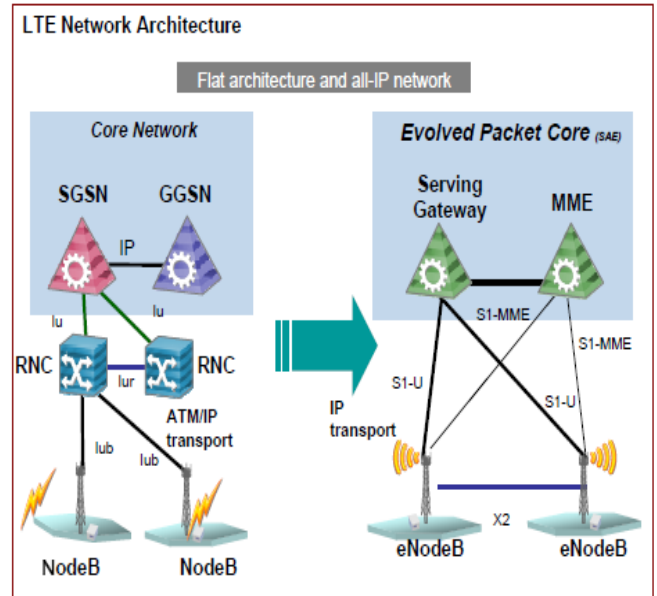 LTE Network Architecture
Flat architecture and all-IP network
Core Network
SGSN
GGSN
IP
Iu
Iu
RNC
Iur
RNC
ATM/IP
transport
Iub
Iub
NodeB
NodeB
Evolved Packet Core (SAE)
Serving
Gateway
MME
S1-MME
S1-MME
S1-U
S1-U
IP
transport
X2
eNodeB
eNodeB